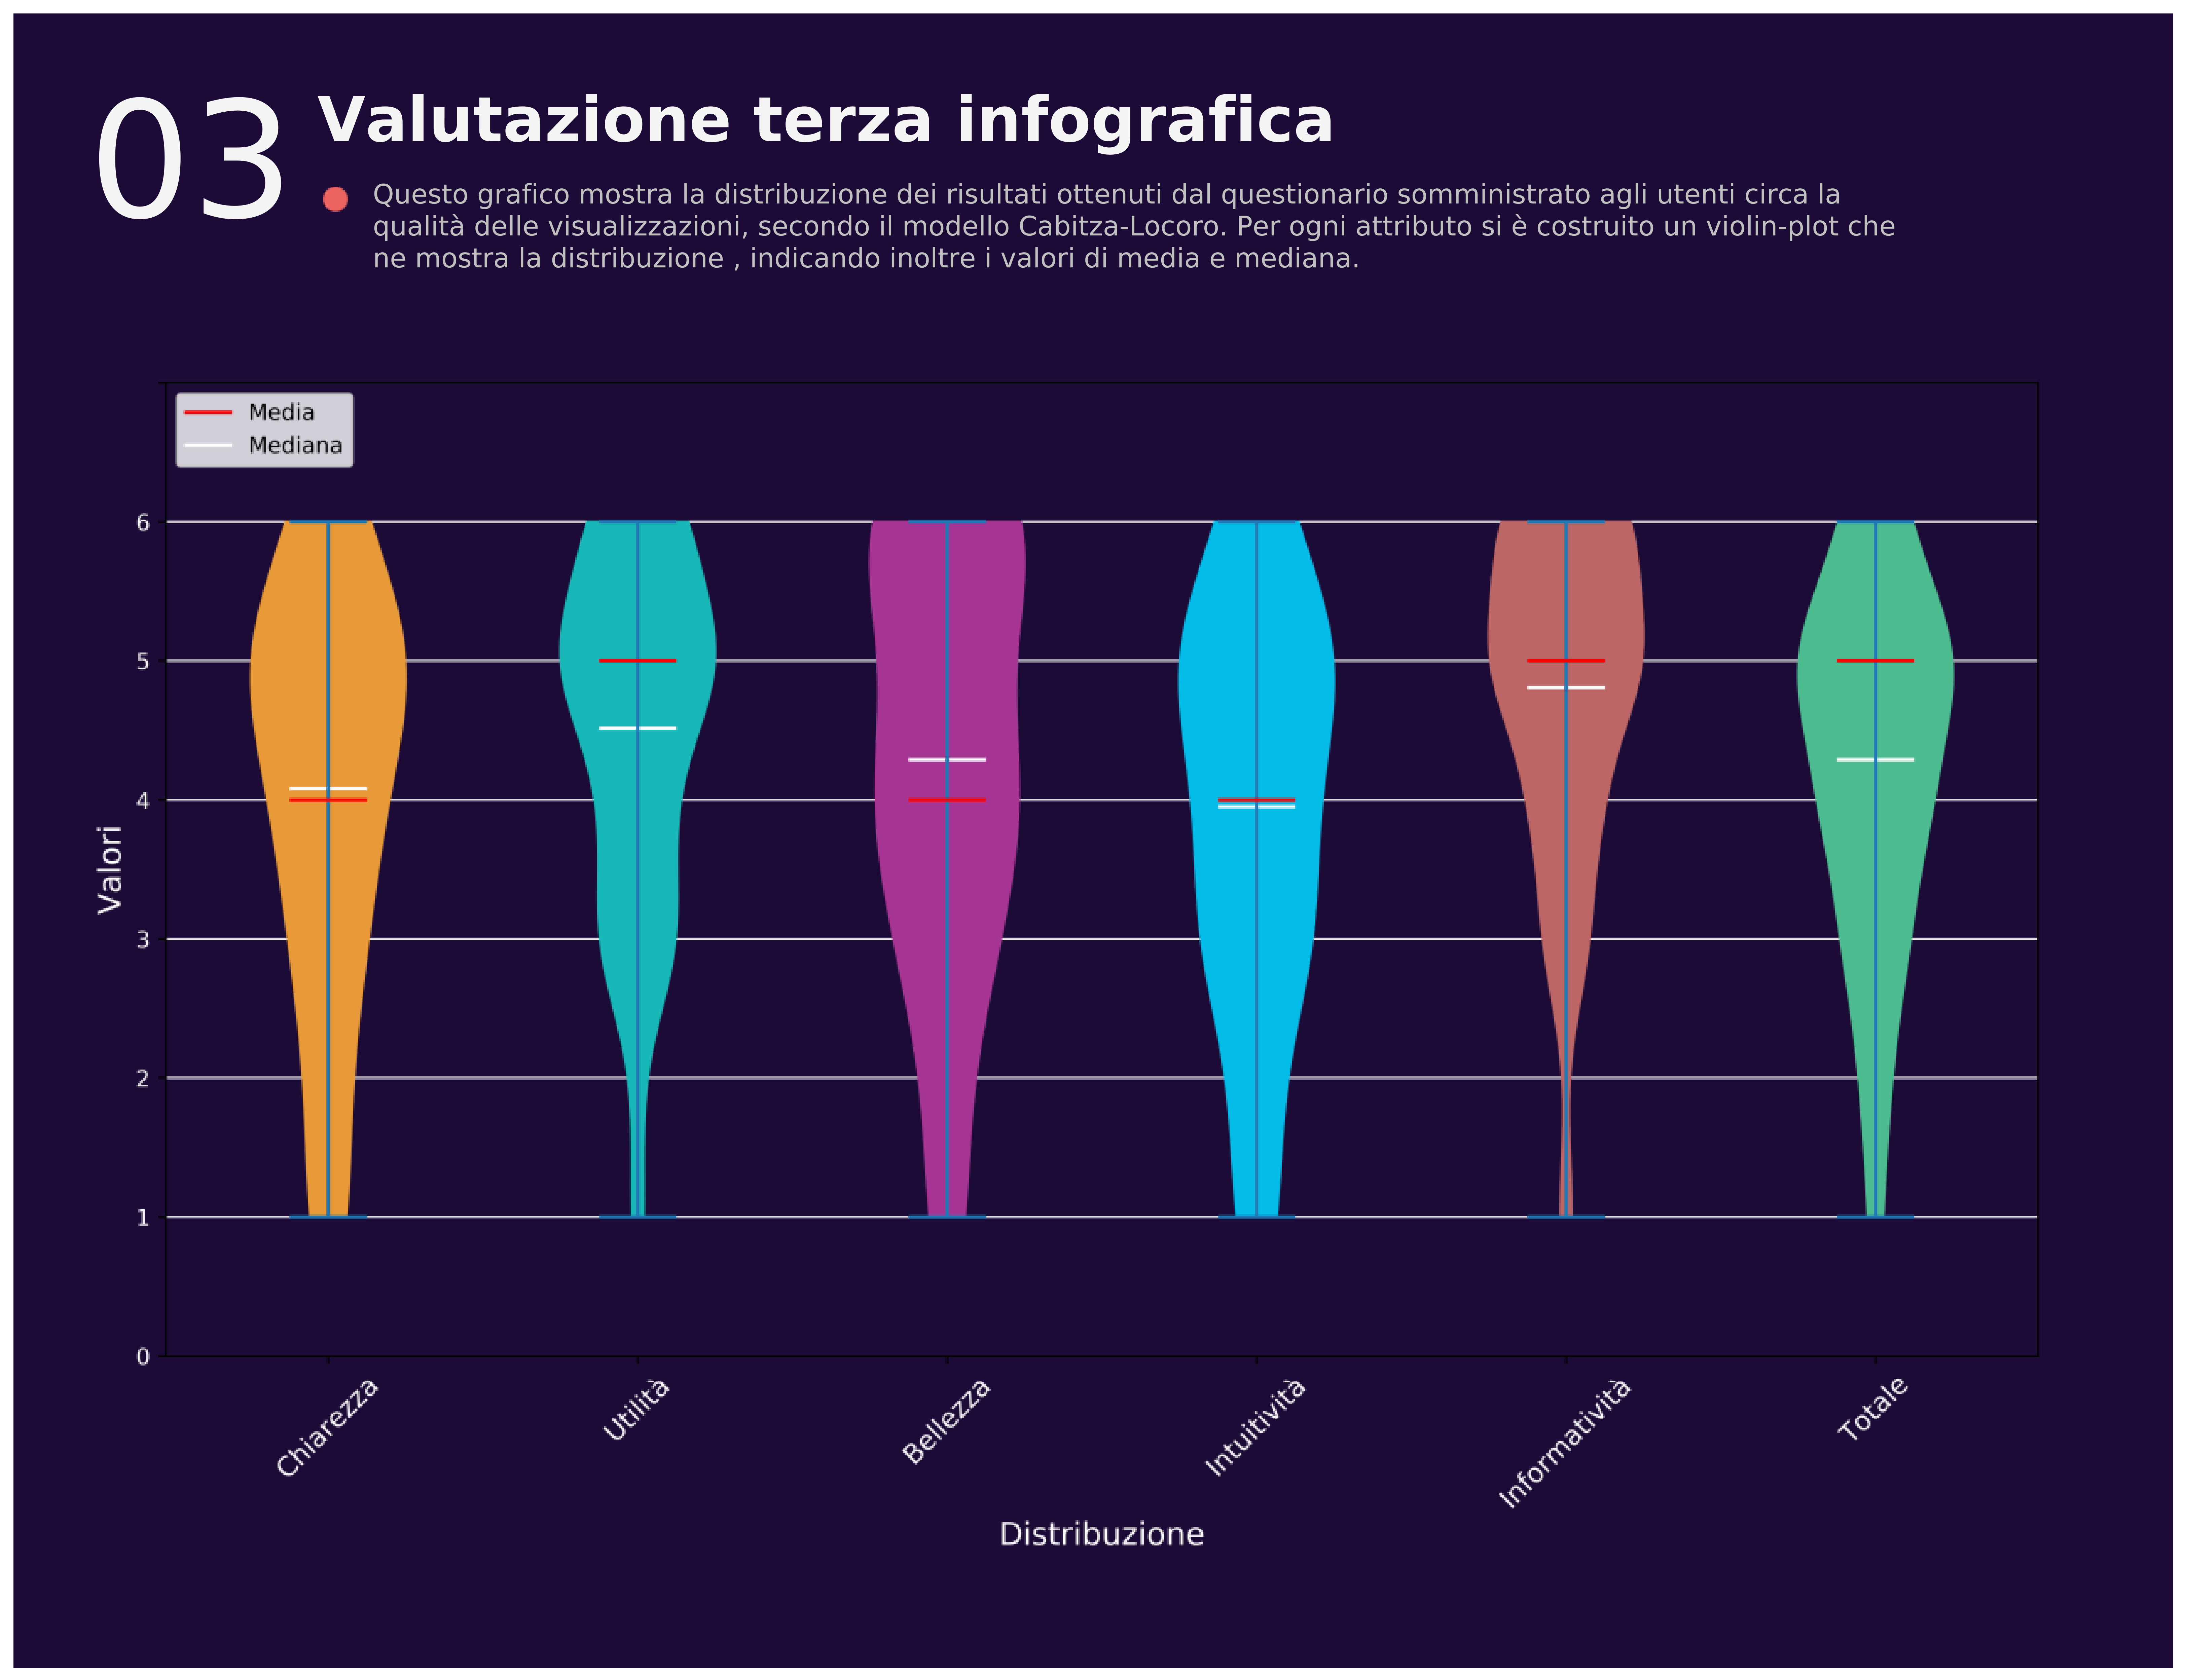 03
Valutazione terza infografica
Questo grafico mostra la distribuzione dei risultati ottenuti dal questionario somministrato agli utenti circa la
qualità delle visualizzazioni, secondo il modello Cabitza-Locoro. Per ogni attributo si è costruito un violin-plot che
ne mostra la distribuzione , indicando inoltre i valori di media e mediana.
Media
Mediana
6
5
4
3
2
1
0
Valori
Chiarezza
Utilità
Bellezza
Intuitività
Informatività
Totale
Distribuzione